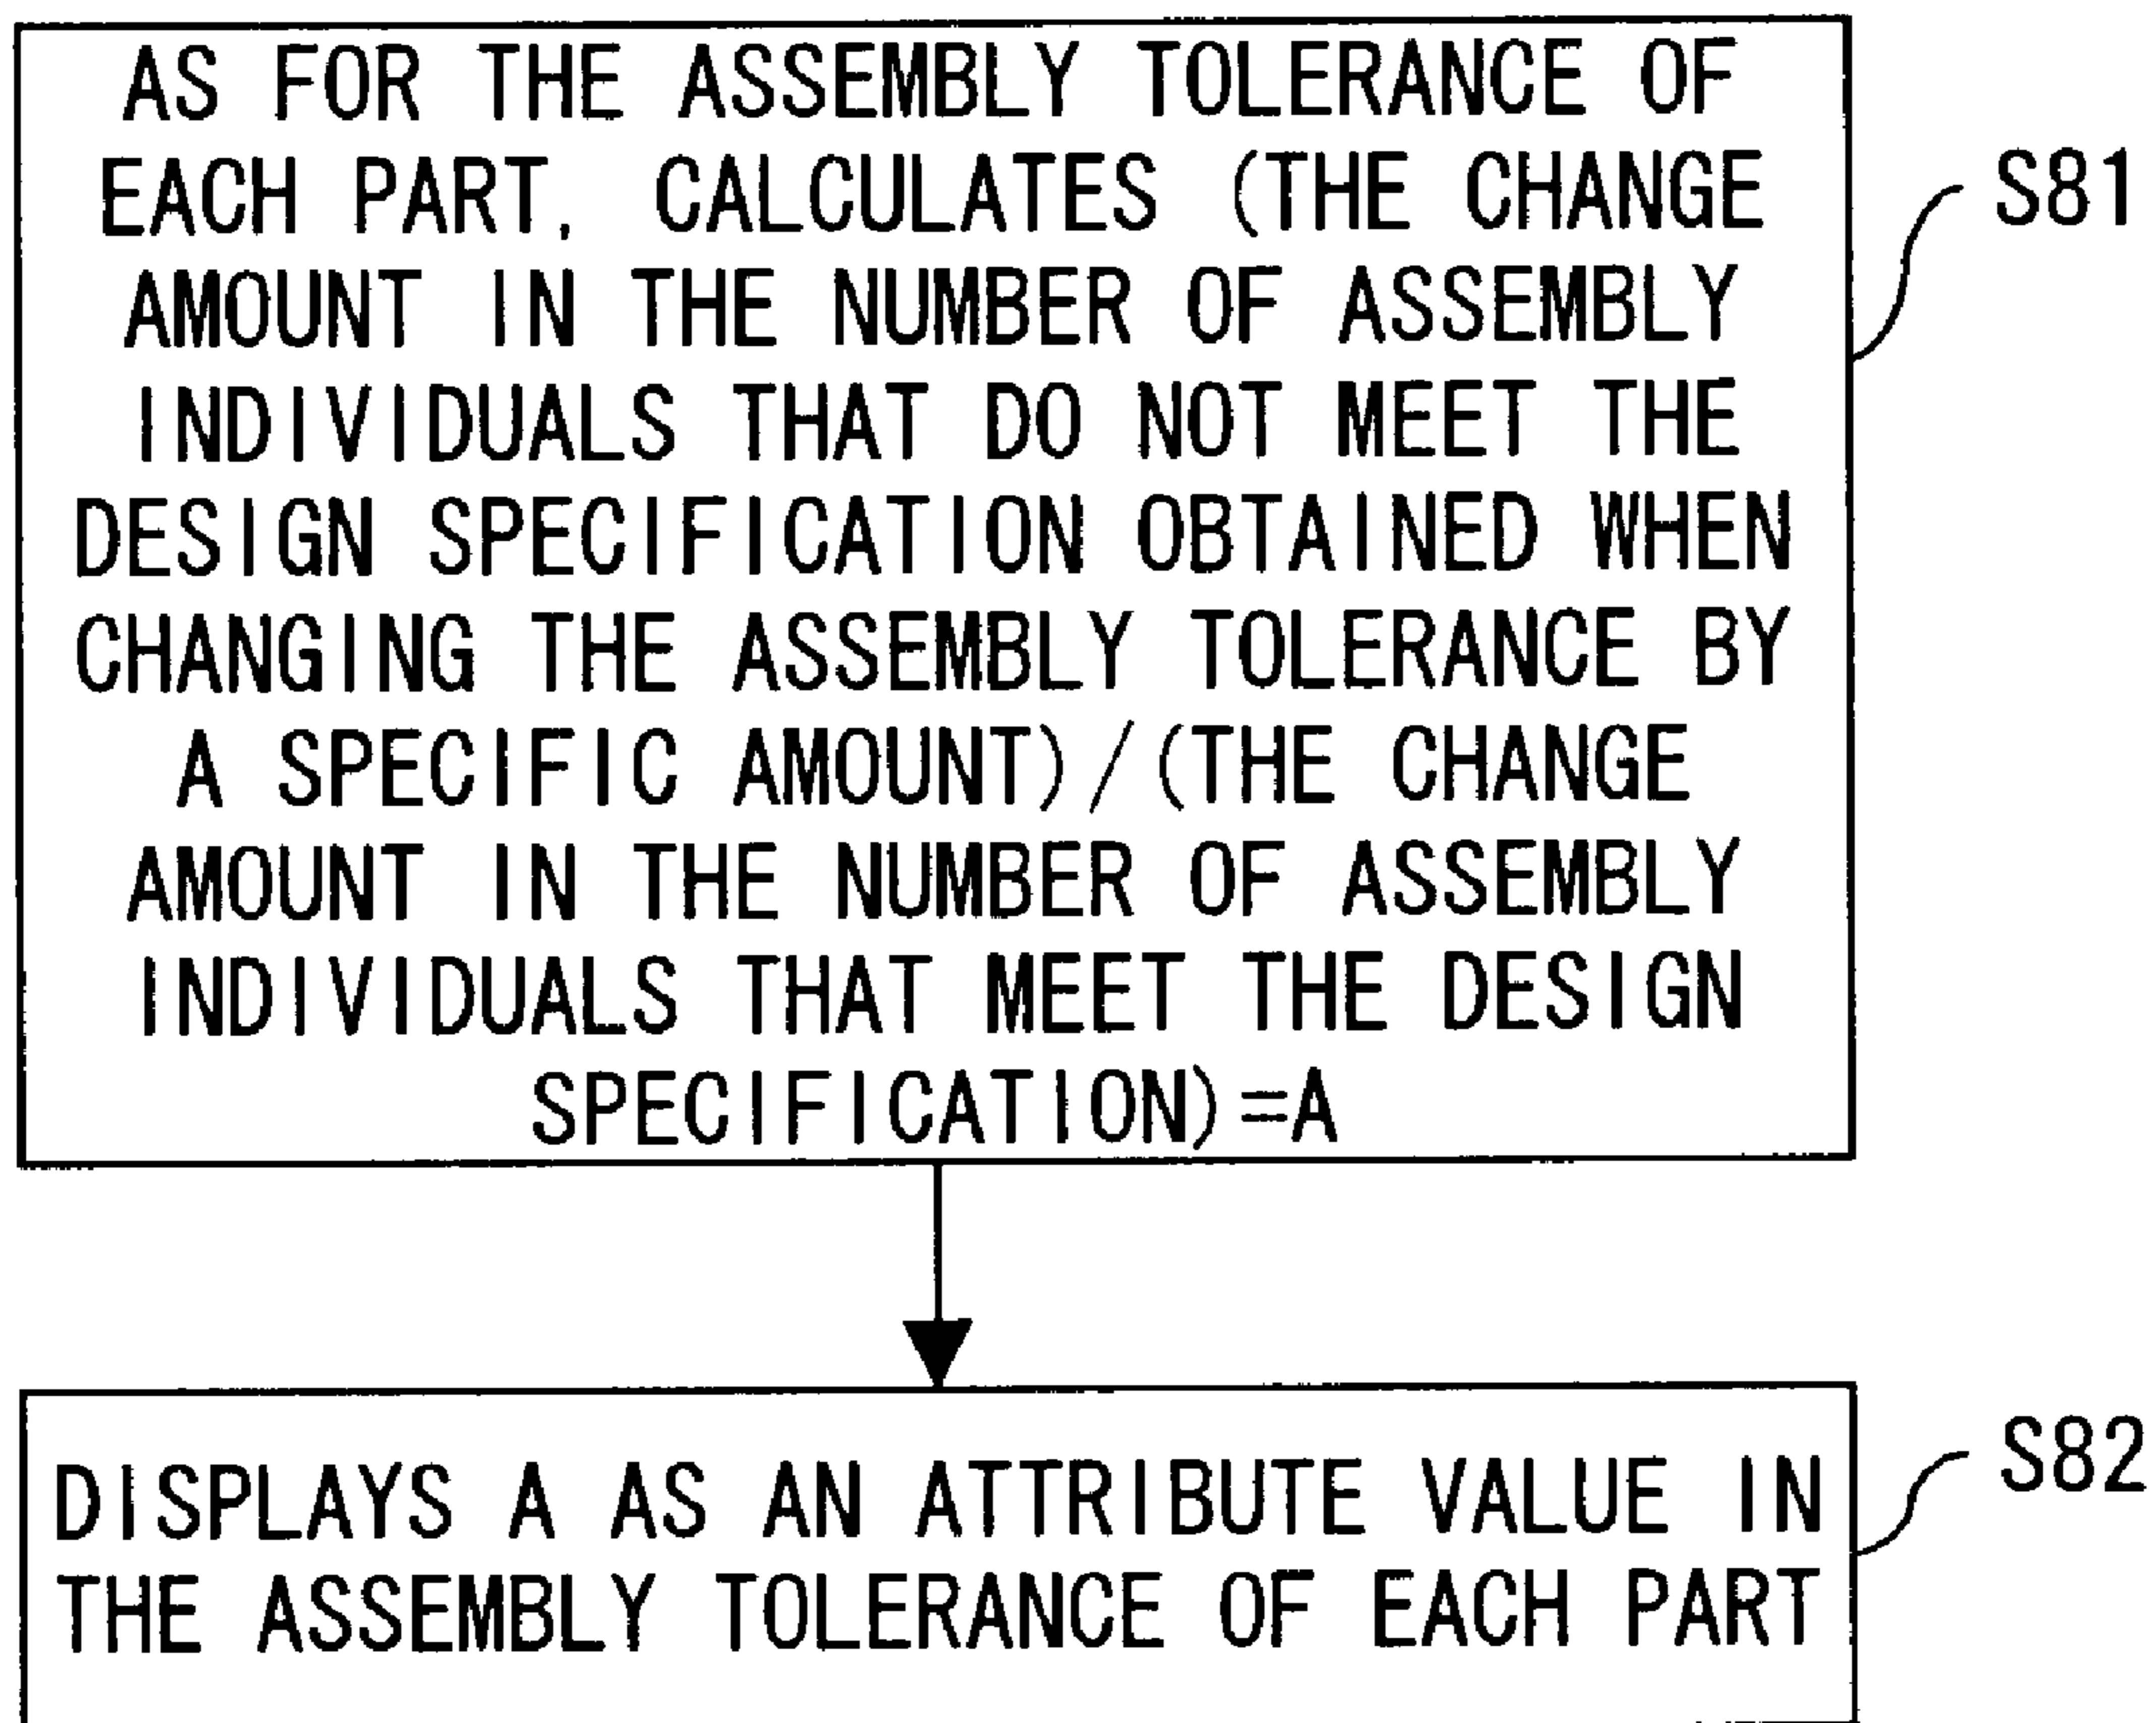 AS FOR THE ASSEMBLY TOLERANCE OF
EACH PART, CALCULATES (THE CHANGE
AMOUNT IN THE NUMBER OF ASSEMBLY
INDIVIDUALS THAT DO NOT MEET THE
DESIGN SPECIFICATION OBTAINED WHEN
CHANGING THE ASSEMBLY TOLERANCE BY
A SPECIFIC AMOUNT)/(THE CHANGE
AMOUNT IN THE NUMBER OF ASSEMBLY
INDIVIDUALS THAT MEET THE DESIGN
SPECIFICATION)=A
S81
DISPLAYS A AS AN ATTRIBUTE VALUE IN
THE ASSEMBLY TOLERANCE OF EACH PART
S82